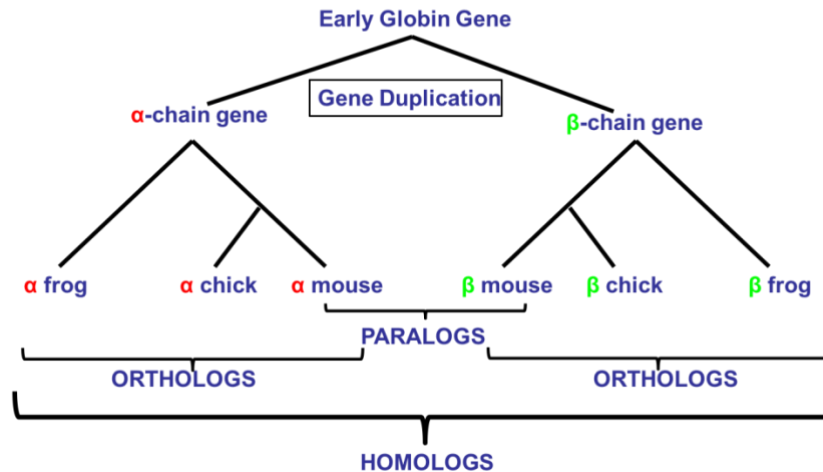 Early Globin Gene
Gene Duplication
α-chain gene
β-chain gene
α frog
α chick
α mouse
β mouse
β chick
β frog
PARALOGS
ORTHOLOGS
ORTHOLOGS
HOMOLOGS